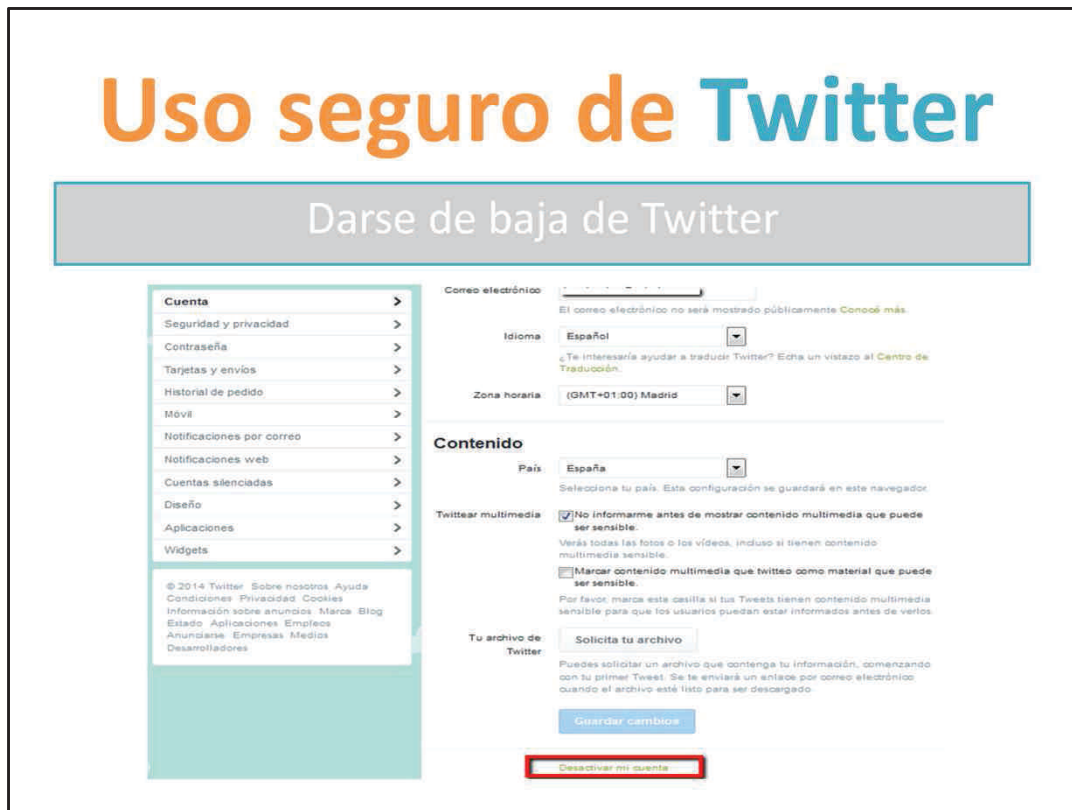 Uso seguro de Twitter
Darse de baja de Twitter
Cuenta
Seguridad y privacidad
Contraseña
Tarjetas y envíos
Historial de pedido
Móvil
Notificaciones por correo
Notificaciones web
Cuentas silenciadas
Diseño
Aplicaciones
Widgets
© 2014 Twitter Sobre nosotros Ayuda
Condiciones Privacidad Cookies
Información sobre anuncios Marca Blog
Estado Aplicaciones Empleos
Anunciarse Empresas Medios
Desarrolladores
Correo electrónico
El correo electrónico no será mostrado públicamente Conocé más.
Idioma Español
¿Te interesaría ayudar a traducir Twitter? Echa un vistazo al Centro de
Traducción.
Zona horaria (GMT+01:00) Madrid
Contenido
País España
Selecciona tu país. Esta configuración se guardará en este navegador.
Twittear multimedia No informarme antes de mostrar contenido multimedia que puede
ser sensible.
Verás todas las fotos o los vídeos, incluso si tienen contenido
multimedia sensible.
Marcar contenido multimedia que twitteo como material que puede
ser sensible.
Por favor, marca esta casilla si tus Tweets tienen contenido multimedia
sensible para que los usuarios puedan estar informados antes de verlos.
Tu archivo de
Twitter
Solicita tu archivo
Puedes solicitar un archivo que contenga tu información, comenzando
con tu primer Tweet. Se te enviará un enlace por correo electrónico
cuando el archivo esté listo para ser descargado
Guardar cambios
Desactivar mi cuenta